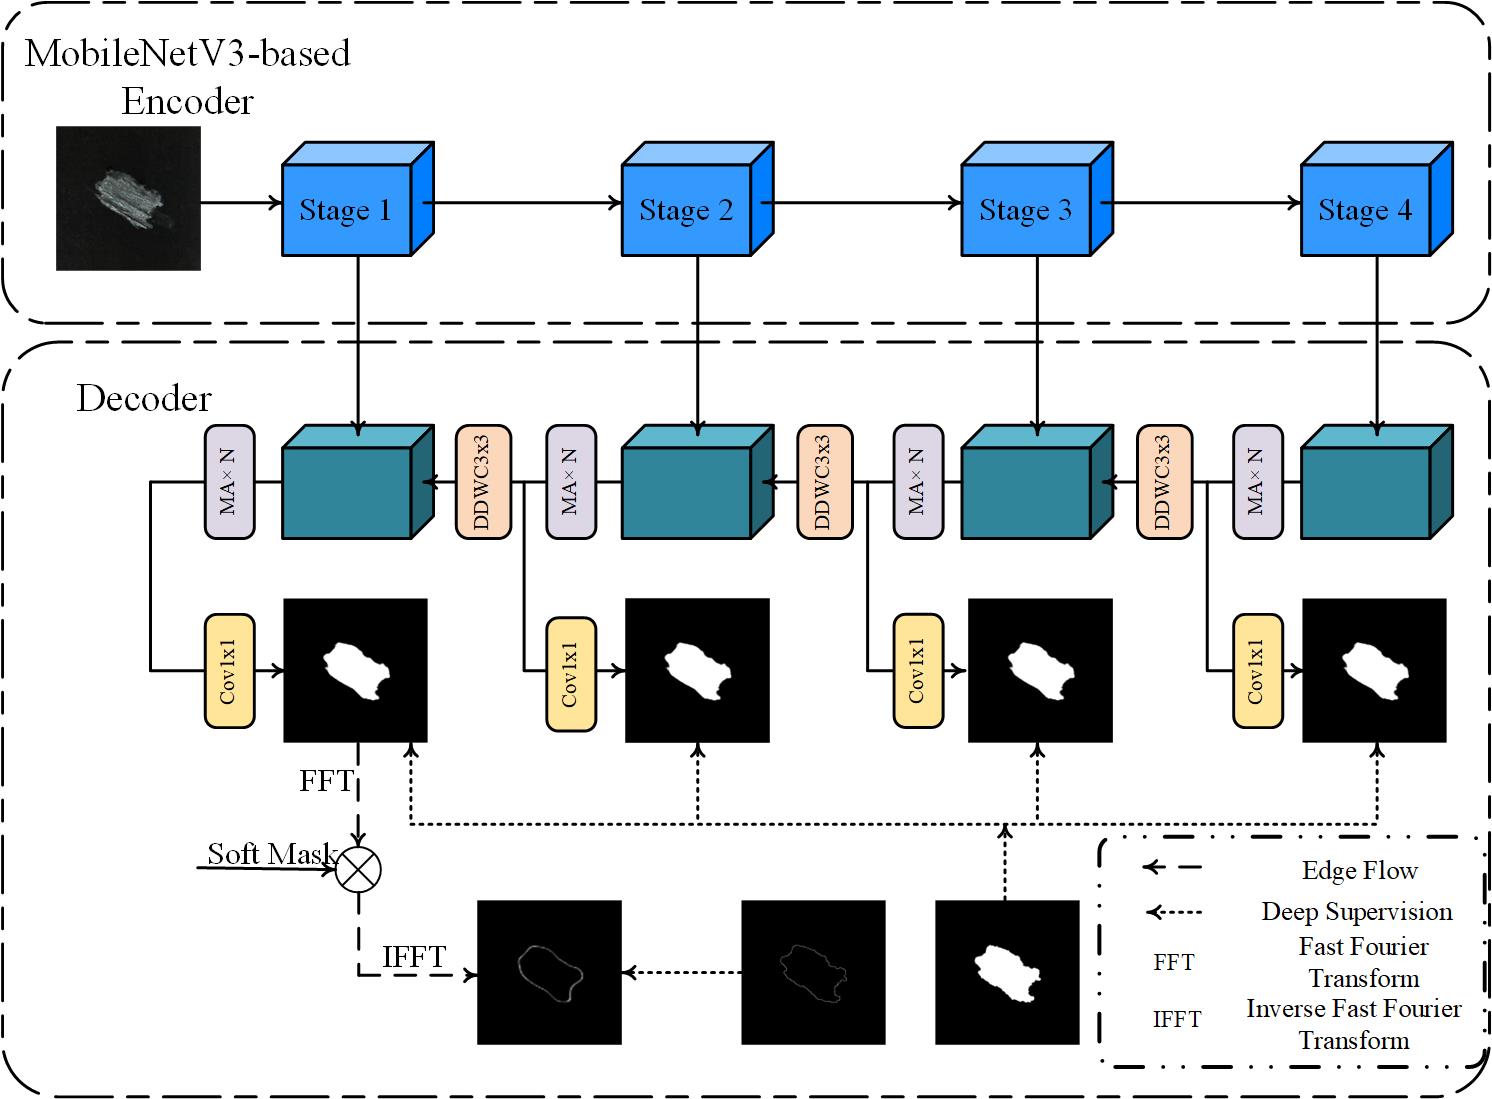 MobileNetV3-based
Encoder
Stage 1
Stage 2
Stage 3
Stage 4
Decoder
MA× N
DDWC3x3
MA× N
DDWC3x3
MA× N
DDWC3x3
MA× N
Cov1x1
Cov1x1
Cov1x1
Cov1x1
FFT
Soft Mask
IFFT
Edge Flow
Deep Supervision
FFT
Fast Fourier
Transform
IFFT
Inverse Fast Fourier
Transform